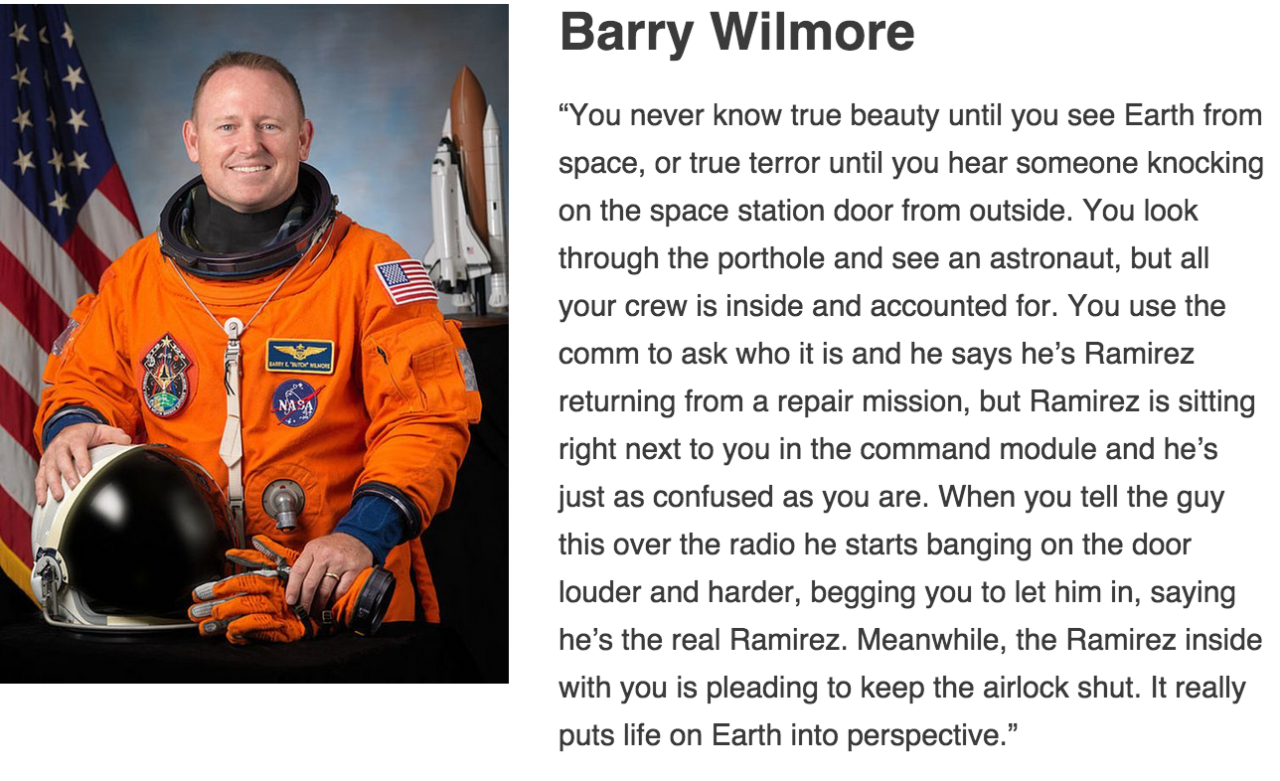 Barry Wilmore
“You never know true beauty until you see Earth from
space, or true terror until you hear someone knocking
on the space station door from outside. You look
through the porthole and see an astronaut, but all
your crew is inside and accounted for. You use the
comm to ask who it is and he says he’s Ramirez
returning from a repair mission, but Ramirez is sitting
right next to you in the command module and he’s
just as confused as you are. When you tell the guy
this over the radio he starts banging on the door
louder and harder, begging you to let him in, saying
he’s the real Ramirez. Meanwhile, the Ramirez inside
with you is pleading to keep the airlock shut. It really
puts life on Earth into perspective.”
BARRY E. "BUTCH" WILMORE
NASA